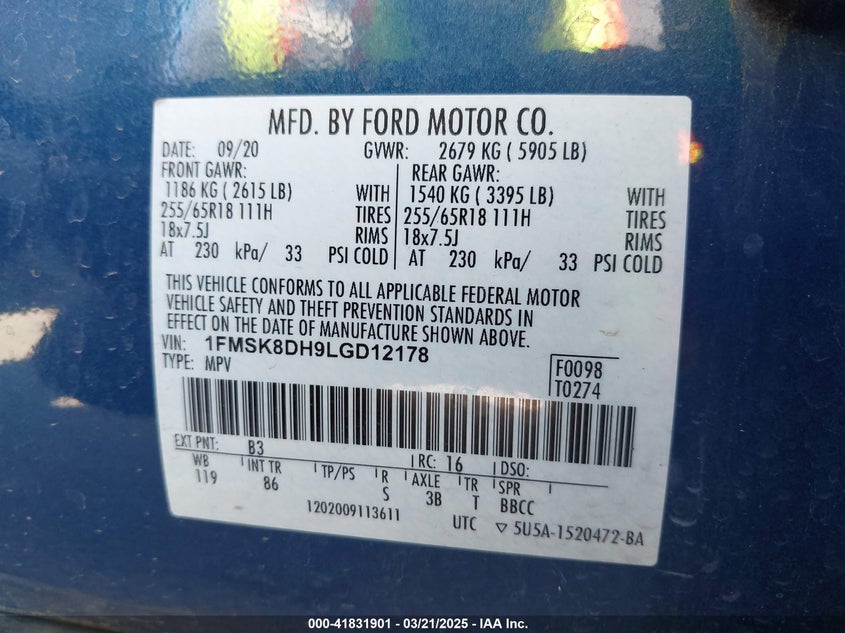 MFD. BY FORD MOTOR CO.
DATE: 09/20 GVWR: 2679 KG ( 5905 LB)
FRONT GAWR: REAR GAWR:
1186 KG ( 2615 LB) WITH 1540 KG ( 3395 LB) WITH
255/65R18 111H TIRES 255/65R18 111H TIRES
18x7.5J RIMS 18x7.5J RIMS
AT 230 kPa/ 33 PSI COLD AT 230 kPa/ 33 PSI COLD
THIS VEHICLE CONFORMS TO ALL APPLICABLE FEDERAL MOTOR
VEHICLE SAFETY AND THEFT PREVENTION STANDARDS IN
EFFECT ON THE DATE OF MANUFACTURE SHOWN ABOVE.
VIN: 1FMSK8DH9LGD12178
TYPE: MPV
F0098
T0274
EXT PNT: B3 RC: 16 DSO:
WB INT TR TP/PS R AXLE TR SPR
119 86 S 3B T BBCC
1202009113611 UTC ▽ 5U5A-1520472-BA
000-41831901 | 03/21/2025 - IAA Inc.